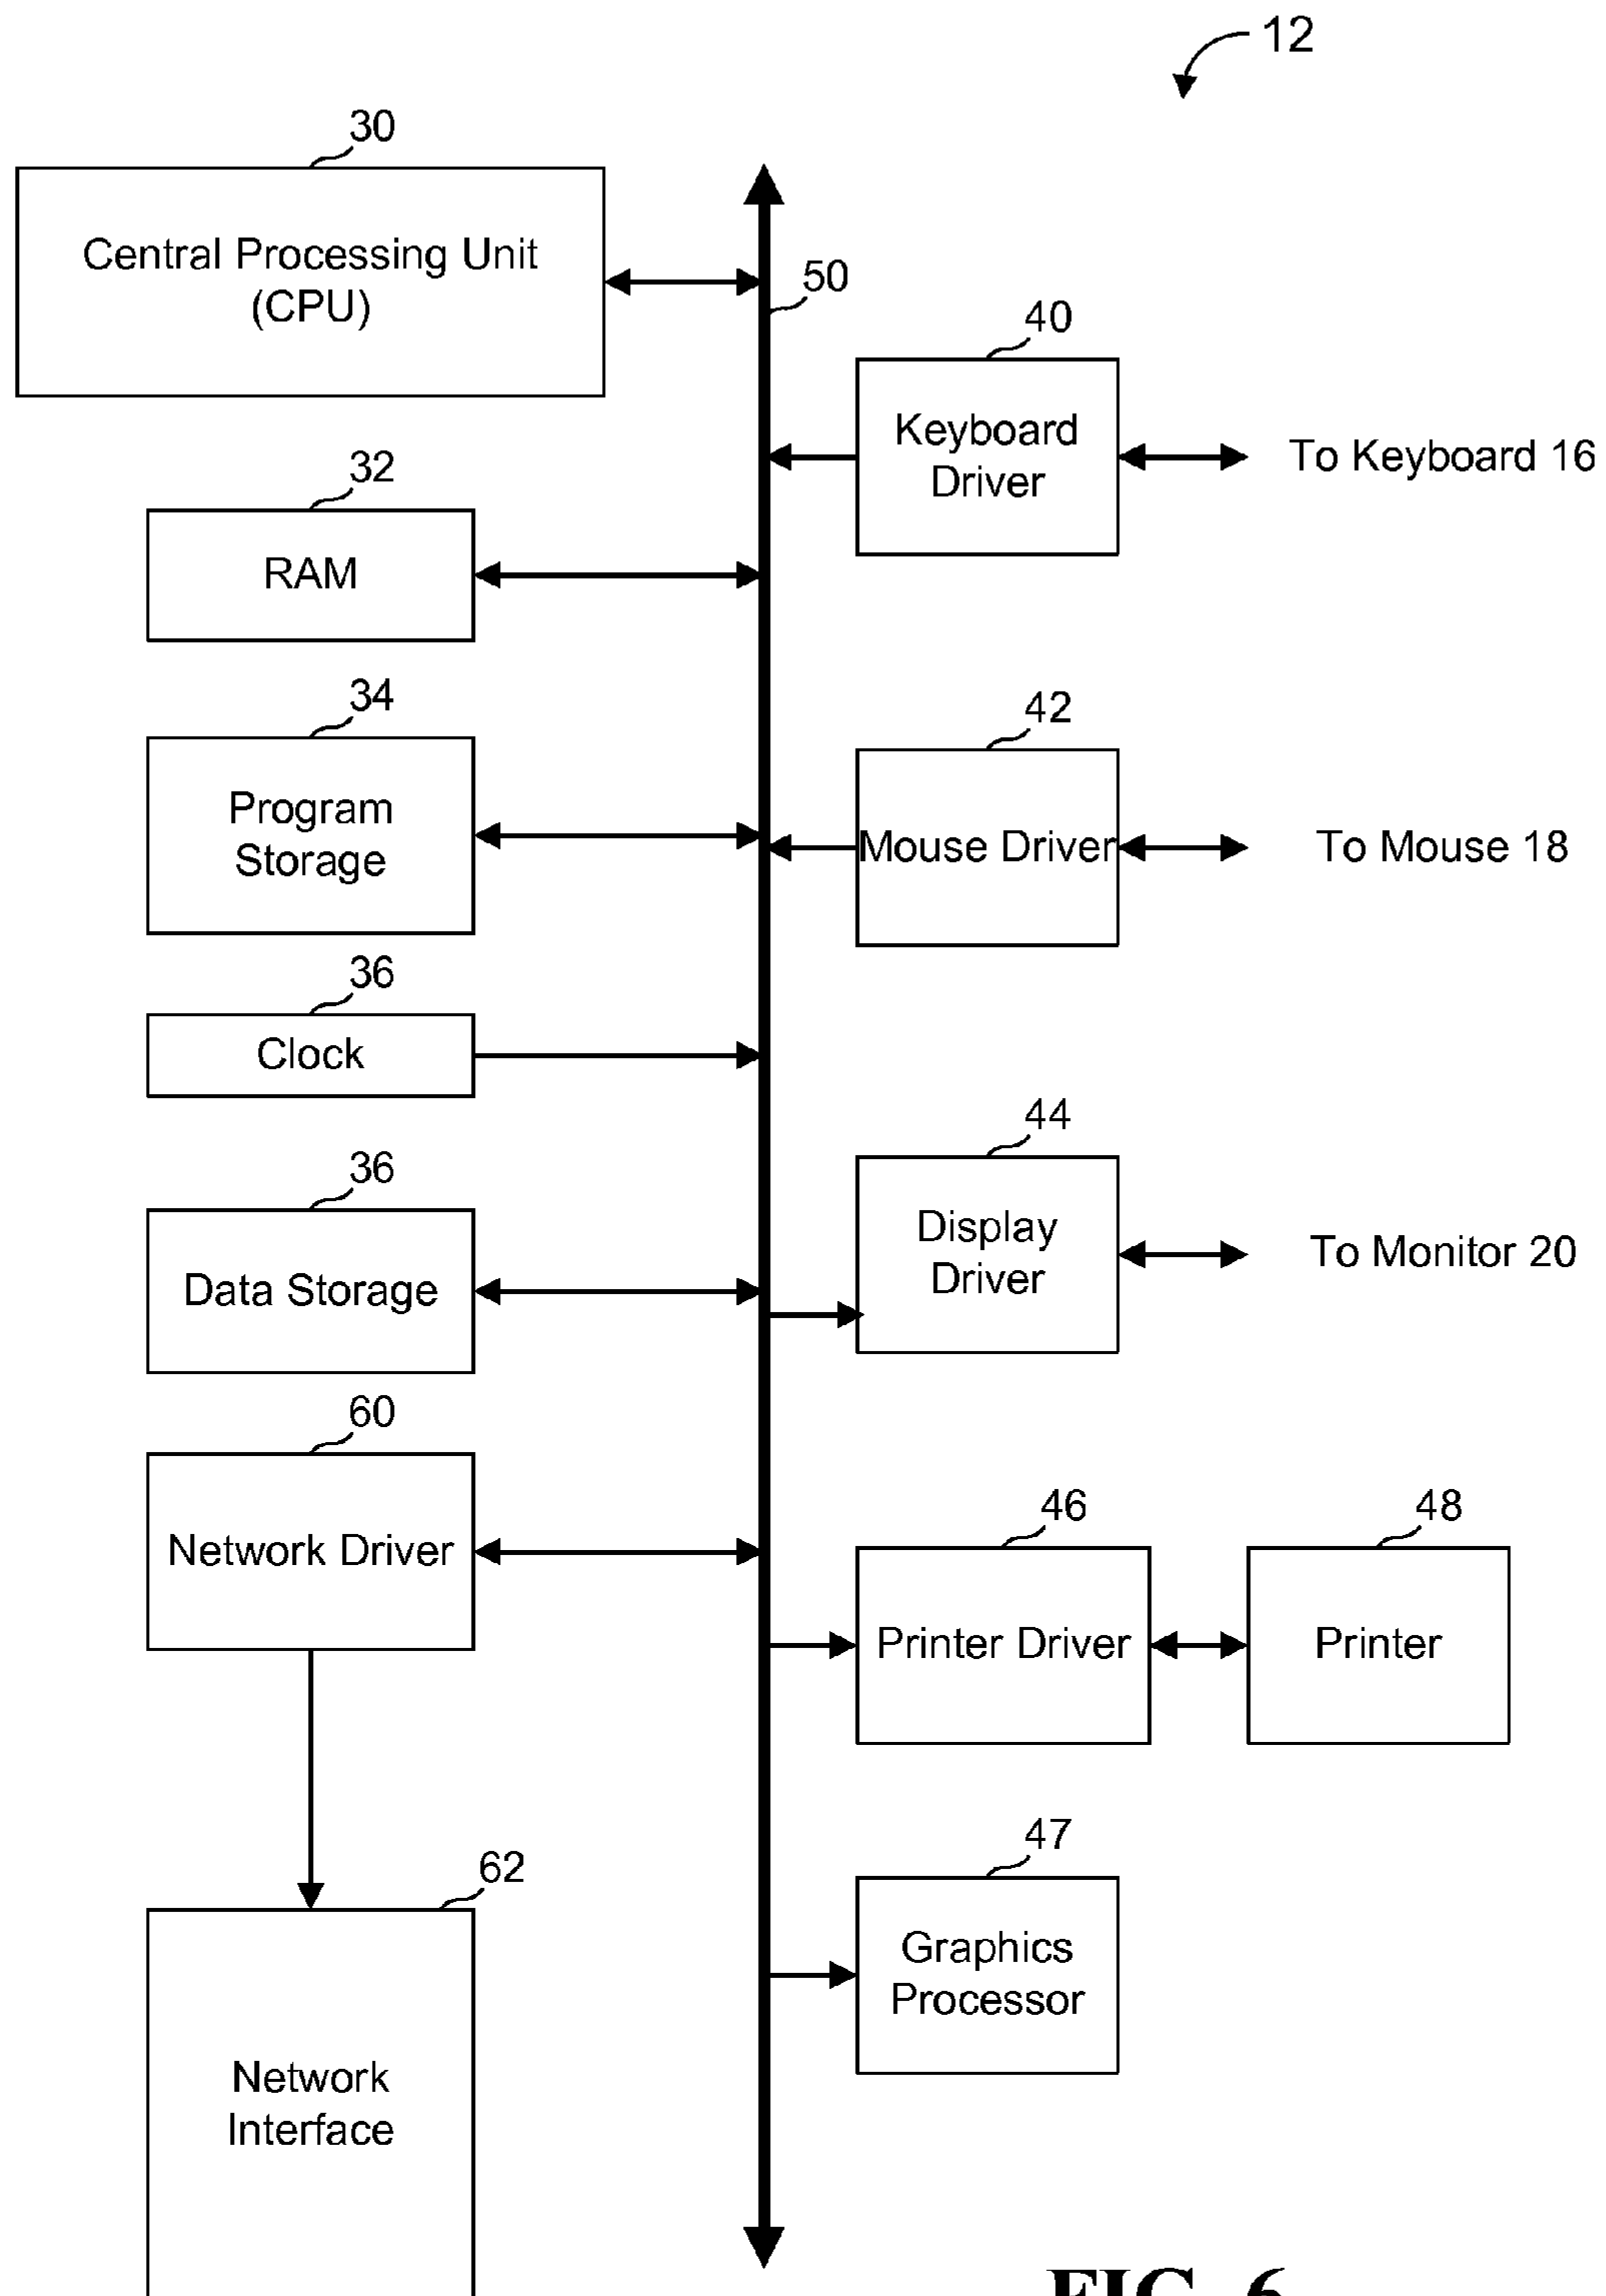 12
30
Central Processing Unit
(CPU)
50
40
Keyboard
Driver
To Keyboard 16
32
RAM
34
Program
Storage
42
Mouse Driver
To Mouse 18
36
Clock
44
Display
Driver
To Monitor 20
36
Data Storage
60
Network Driver
46
Printer Driver
48
Printer
47
Graphics
Processor
62
Network
Interface
FIG. 6